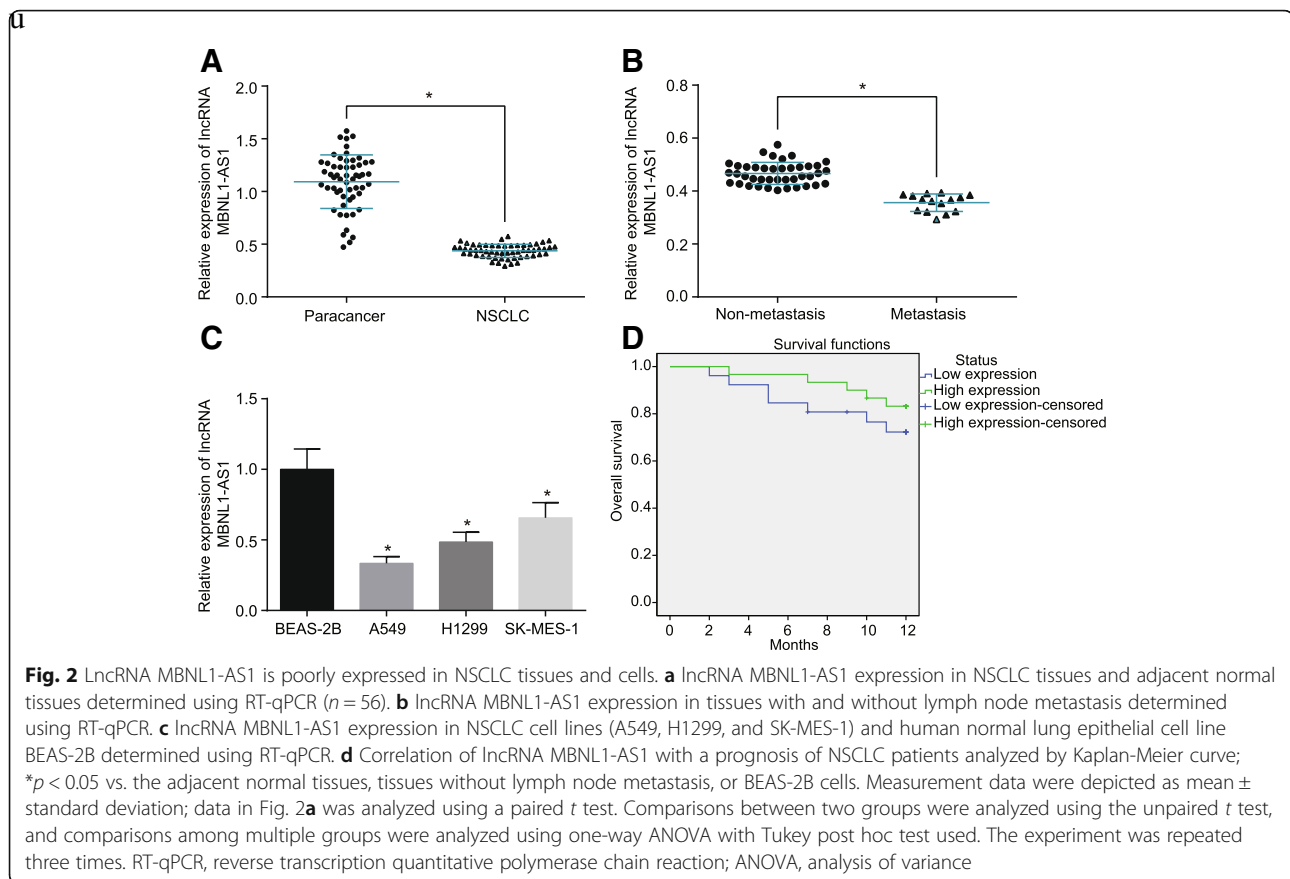 u
A
Relative expression of lncRNA
MBNL1-AS1
2.0
1.5
1.0
0.5
0.0
*
Paracancer NSCLC
B
Relative expression of lncRNA
MBNL1-AS1
0.8
0.6
0.4
0.2
0.0
*
Non-metastasis Metastasis
C
Relative expression of lncRNA
MBNL1-AS1
1.5
1.0
0.5
0.0
* * *
BEAS-2B A549 H1299 SK-MES-1
D
Survival functions
Overall survival
1.0
0.8
0.6
0.4
0.2
0.0
0 2 4 6 8 10 12
Months
Status
Low expression
High expression
Low expression-censored
High expression-censored
Fig. 2 LncRNA MBNL1-AS1 is poorly expressed in NSCLC tissues and cells. a lncRNA MBNL1-AS1 expression in NSCLC tissues and adjacent normal
tissues determined using RT-qPCR (n = 56). b lncRNA MBNL1-AS1 expression in tissues with and without lymph node metastasis determined
using RT-qPCR. c lncRNA MBNL1-AS1 expression in NSCLC cell lines (A549, H1299, and SK-MES-1) and human normal lung epithelial cell line
BEAS-2B determined using RT-qPCR. d Correlation of lncRNA MBNL1-AS1 with a prognosis of NSCLC patients analyzed by Kaplan-Meier curve;
*p < 0.05 vs. the adjacent normal tissues, tissues without lymph node metastasis, or BEAS-2B cells. Measurement data were depicted as mean ±
standard deviation; data in Fig. 2a was analyzed using a paired t test. Comparisons between two groups were analyzed using the unpaired t test,
and comparisons among multiple groups were analyzed using one-way ANOVA with Tukey post hoc test used. The experiment was repeated
three times. RT-qPCR, reverse transcription quantitative polymerase chain reaction; ANOVA, analysis of variance